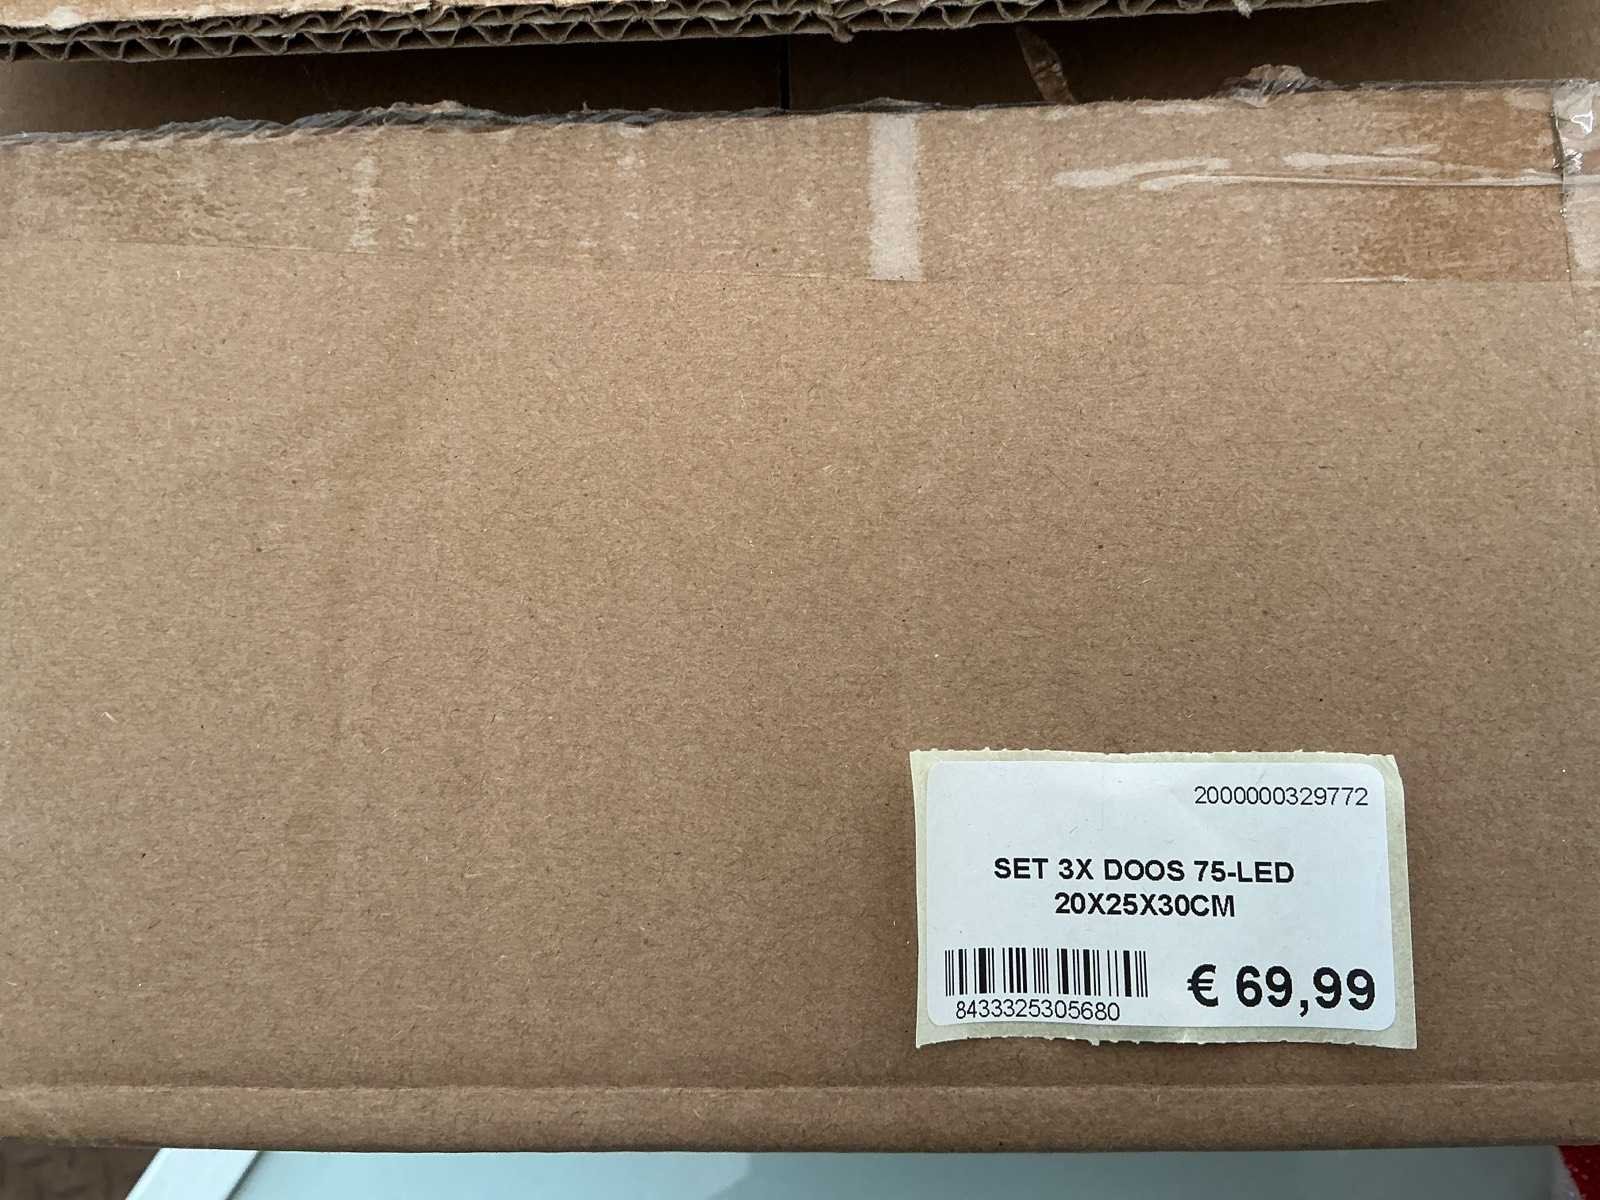 2000000329772
SET 3X DOOS 75-LED
20X25X30CM
€ 69,99
8433325305680